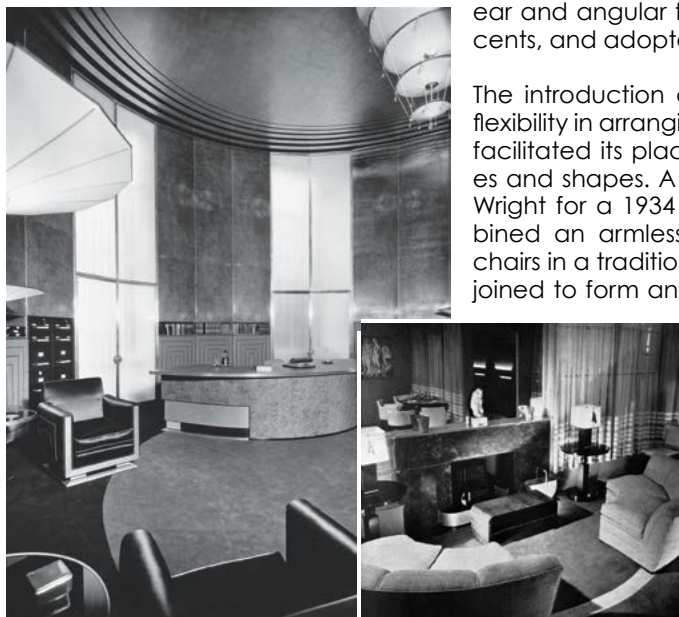 ear and angular f
cents, and adopte
The introduction c
flexibility in arrangi
facilitated its plac
es and shapes. A
Wright for a 1934
bined an armless
chairs in a tradition
joined to form an